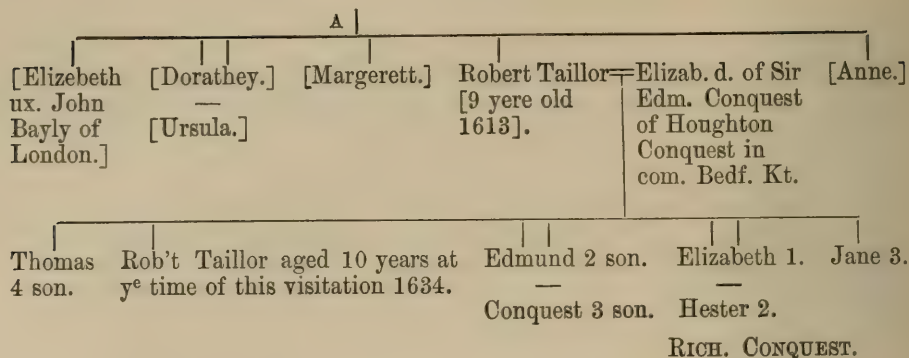 A
[Elizebeth
ux. John
Bayly of
London.]
[Dorathey.]
—
[Ursula.]
[Margerett.]
Robert Taillor=
[9 yere old
1613].
Elizab. d. of Sir
Edm. Conquest
of Houghton
Conquest in
com. Bedf. Kt.
[Anne.]
Thomas
4 son.
Rob't Taillor aged 10 years at
yᵉ time of this visitation 1634.
Edmund 2 son.
—
Conquest 3 son.
Elizabeth 1.
—
Hester 2.
Jane 3.
RICH. CONQUEST.